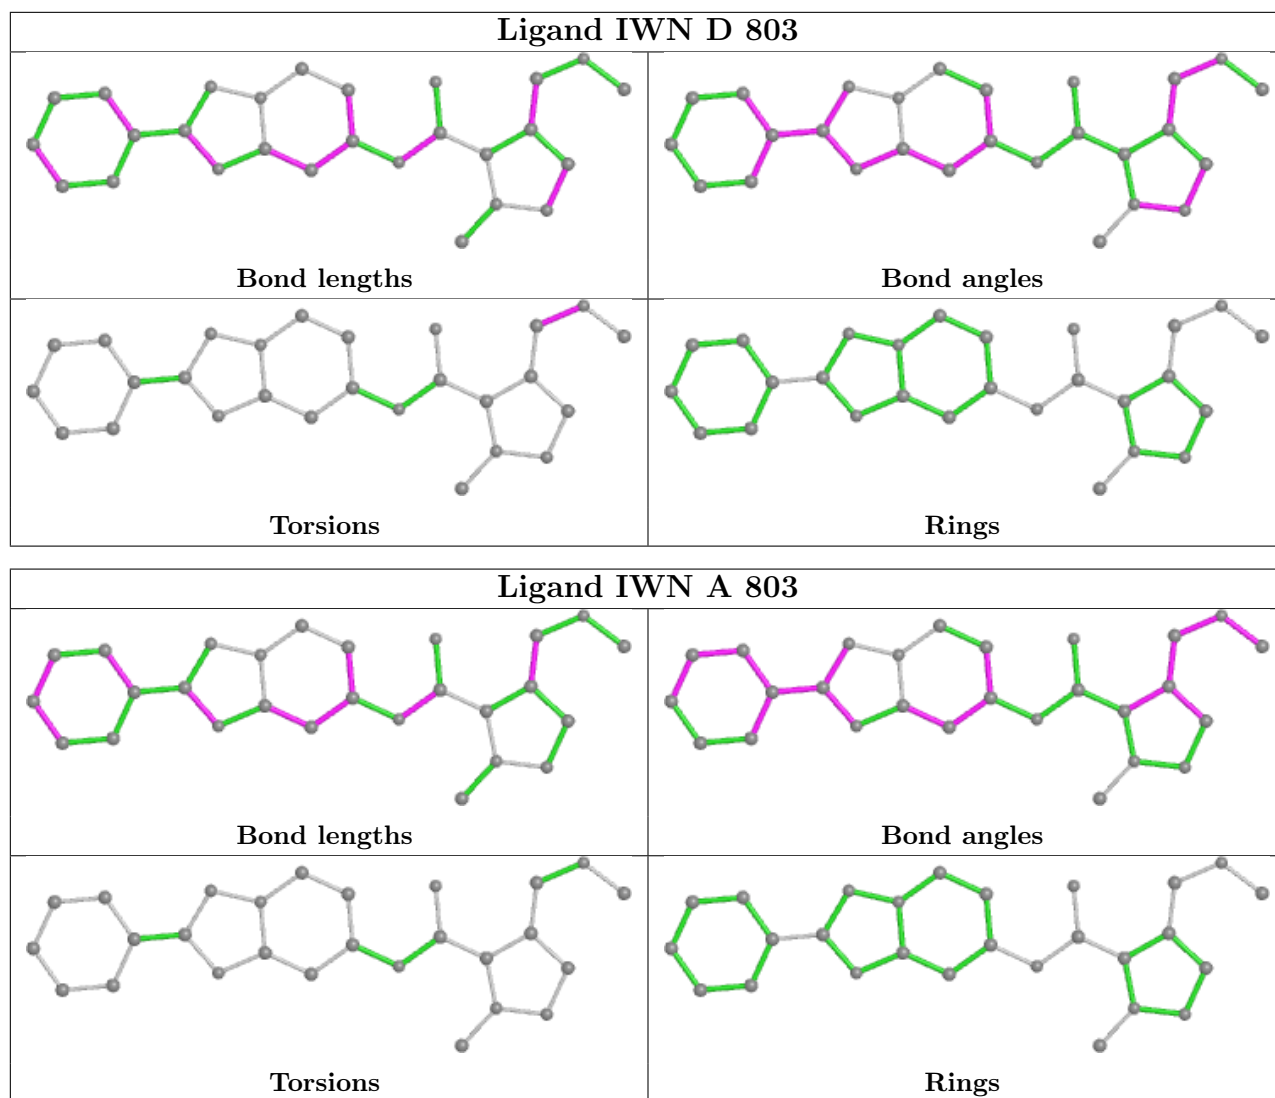 Ligand IWN D 803
Bond lengths
Bond angles
Torsions
Rings
Ligand IWN A 803
Bond lengths
Bond angles
Torsions
Rings